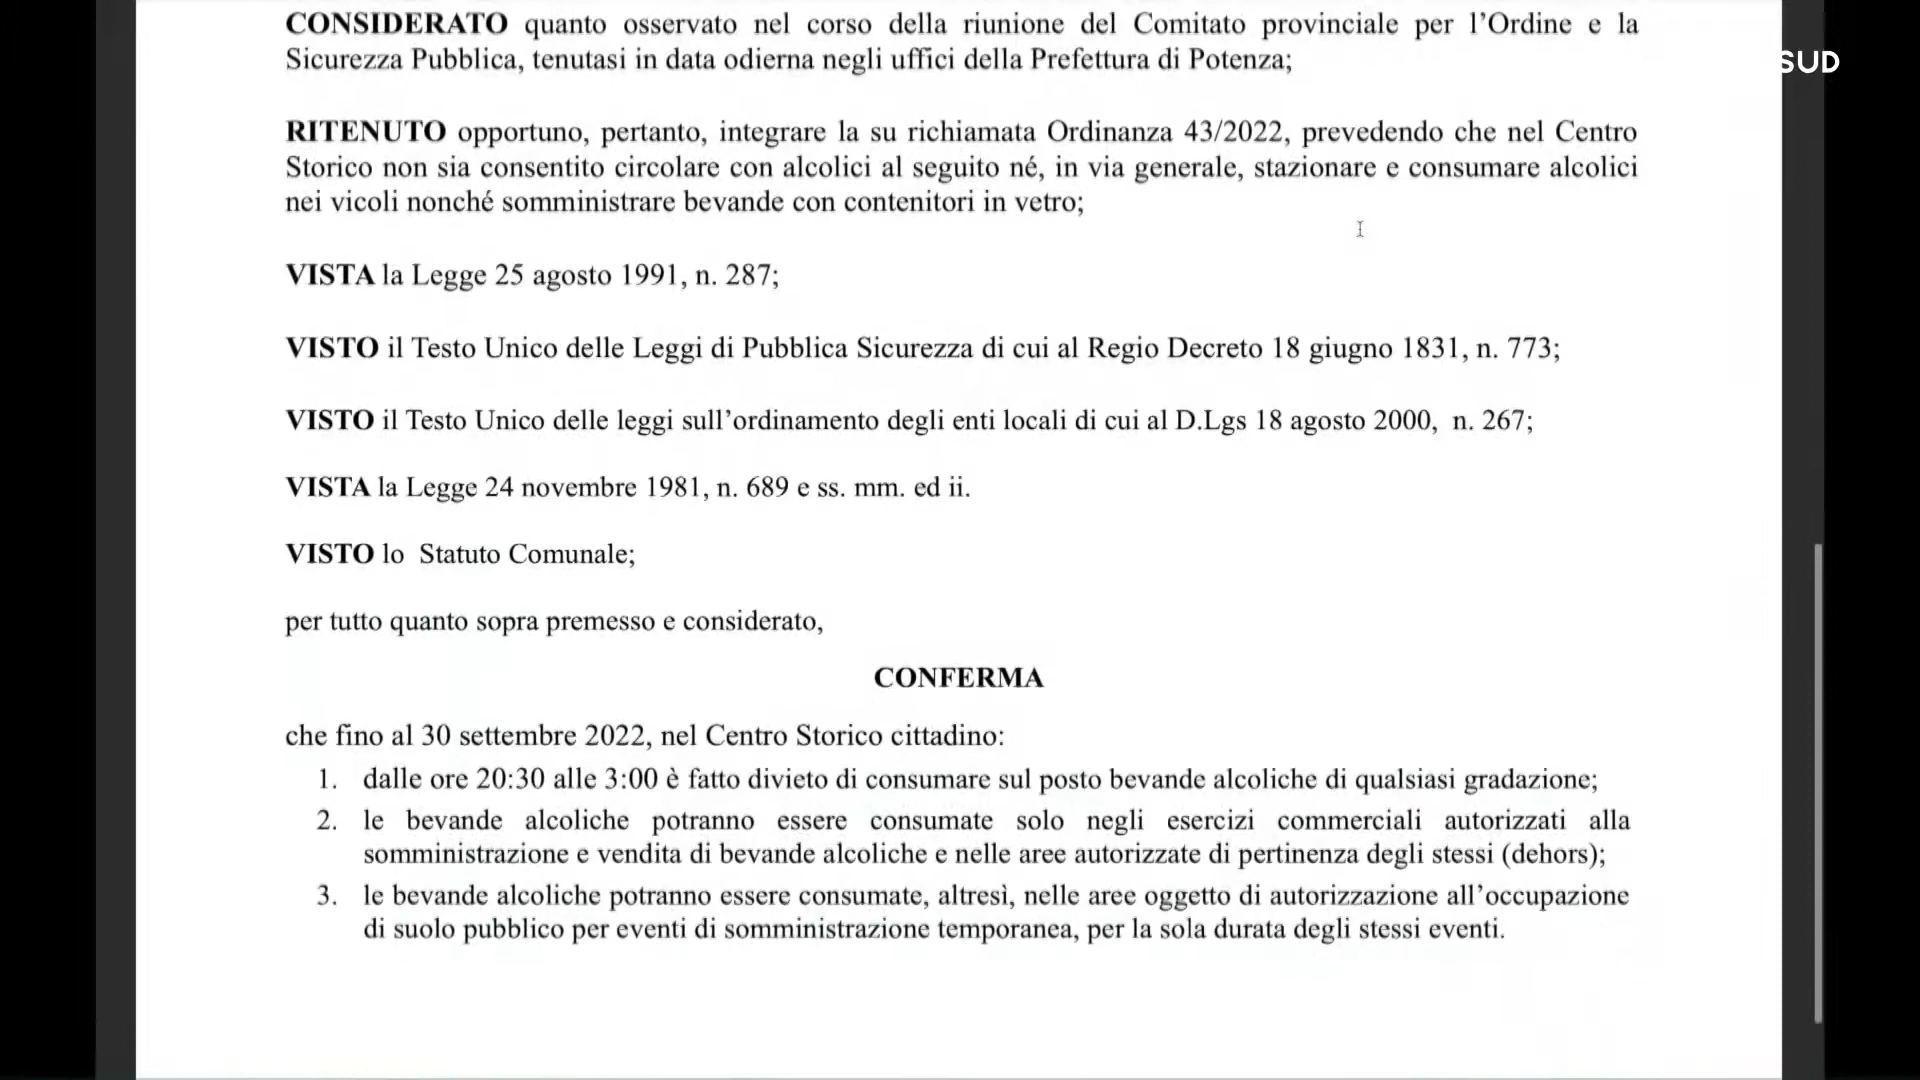 CONSIDERATO quanto osservato nel corso della riunione del Comitato provinciale per l’Ordine e la
Sicurezza Pubblica, tenutasi in data odierna negli uffici della Prefettura di Potenza;
SUD
RITENUTO opportuno, pertanto, integrare la su richiamata Ordinanza 43/2022, prevedendo che nel Centro
Storico non sia consentito circolare con alcolici al seguito né, in via generale, stazionare e consumare alcolici
nei vicoli nonché somministrare bevande con contenitori in vetro;
VISTA la Legge 25 agosto 1991, n. 287;
VISTO il Testo Unico delle Leggi di Pubblica Sicurezza di cui al Regio Decreto 18 giugno 1831, n. 773;
VISTO il Testo Unico delle leggi sull’ordinamento degli enti locali di cui al D.Lgs 18 agosto 2000, n. 267;
VISTA la Legge 24 novembre 1981, n. 689 e ss. mm. ed ii.
VISTO lo Statuto Comunale;
per tutto quanto sopra premesso e considerato,
CONFERMA
che fino al 30 settembre 2022, nel Centro Storico cittadino:
1. dalle ore 20:30 alle 3:00 è fatto divieto di consumare sul posto bevande alcoliche di qualsiasi gradazione;
2. le bevande alcoliche potranno essere consumate solo negli esercizi commerciali autorizzati alla
somministrazione e vendita di bevande alcoliche e nelle aree autorizzate di pertinenza degli stessi (dehors);
3. le bevande alcoliche potranno essere consumate, altresì, nelle aree oggetto di autorizzazione all’occupazione
di suolo pubblico per eventi di somministrazione temporanea, per la sola durata degli stessi eventi.